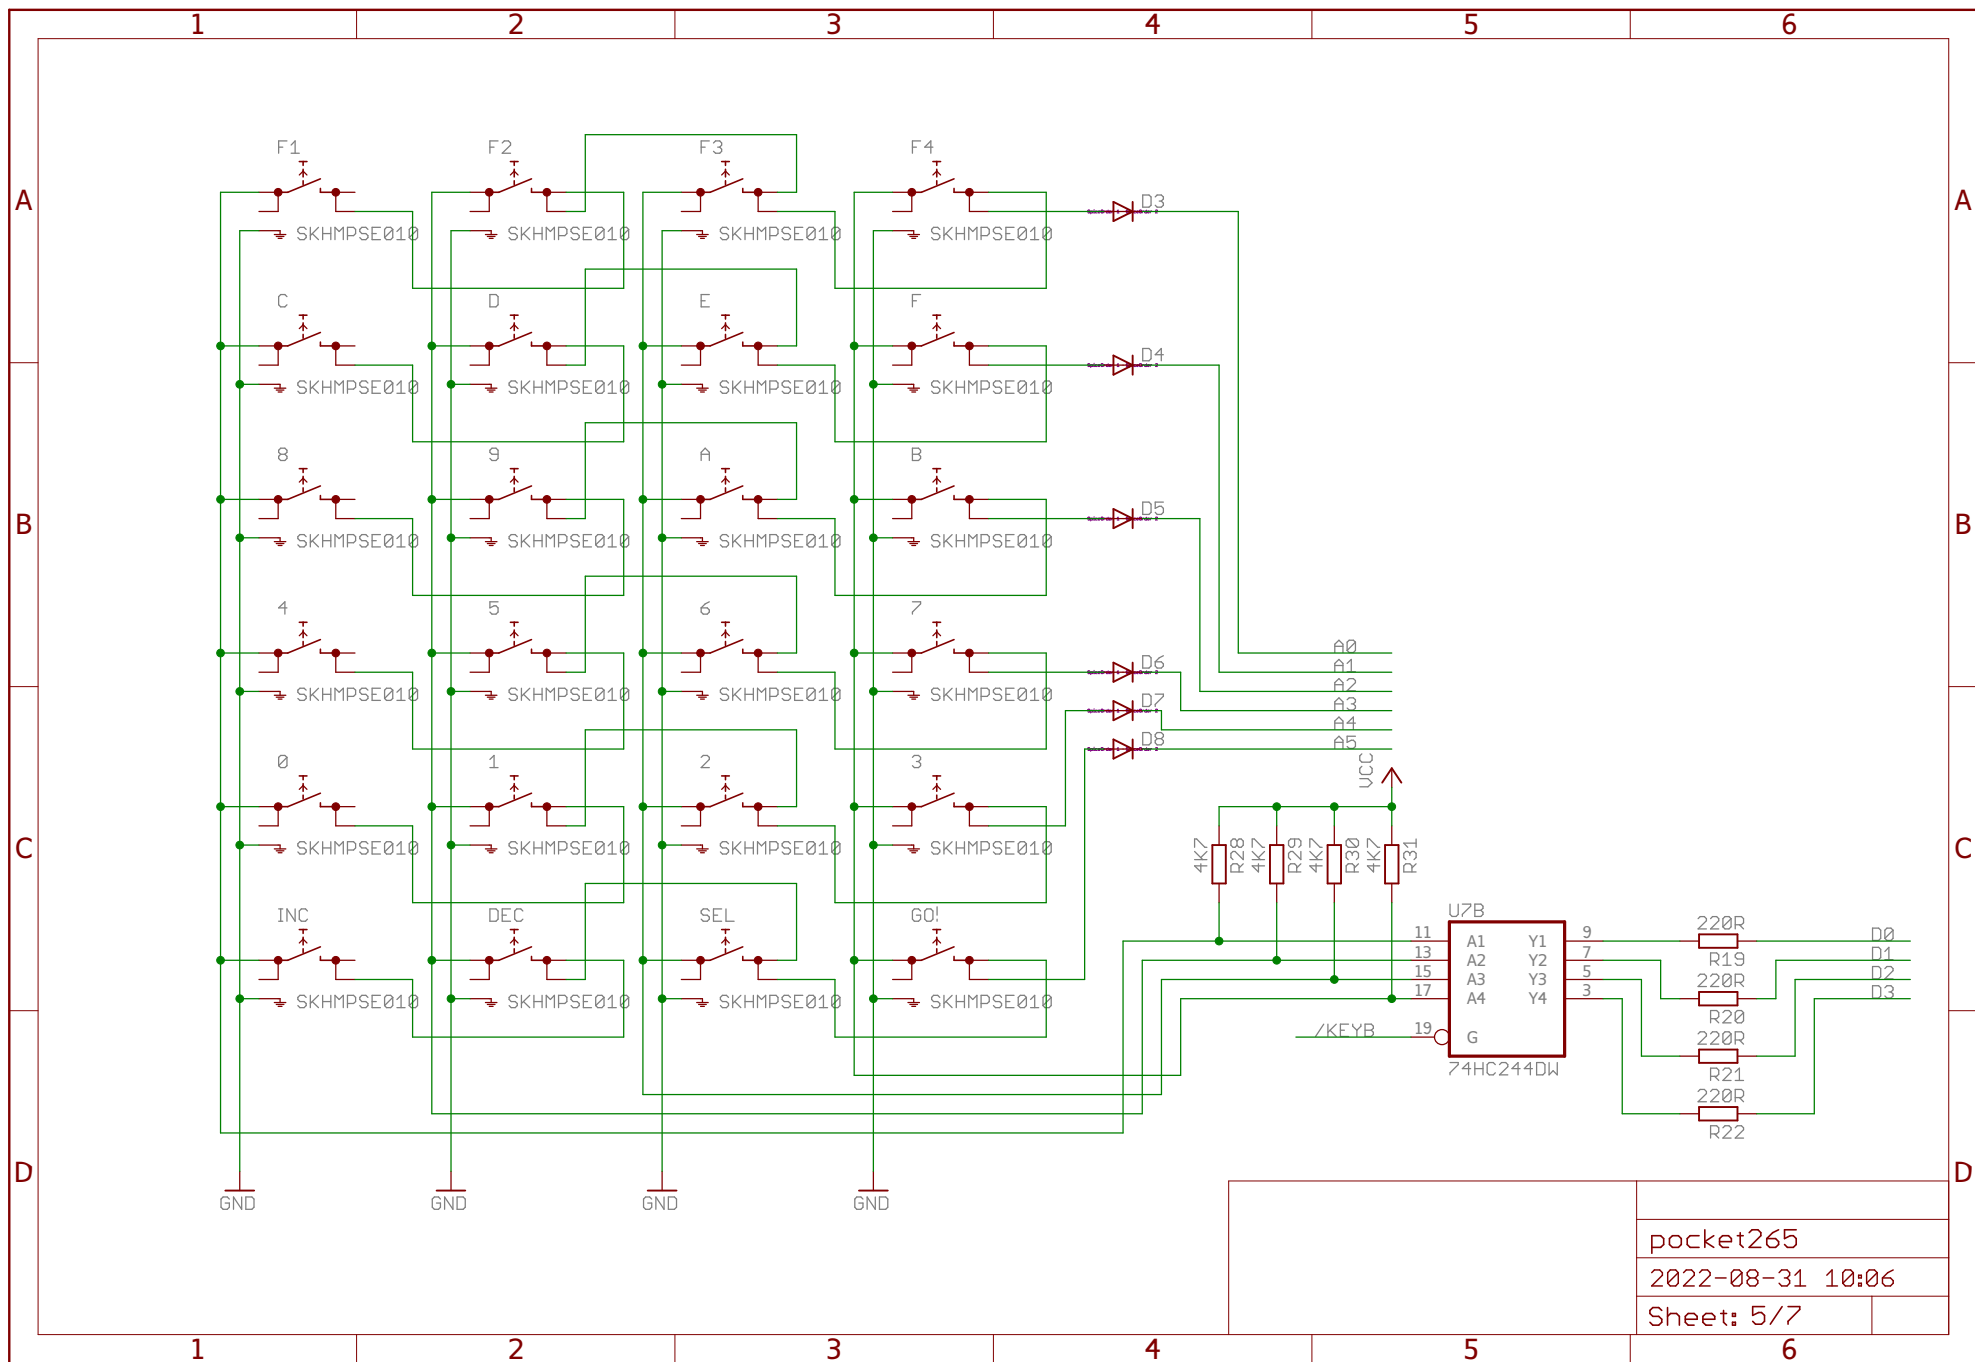 1 2 3 4 5 6
A A
F1 F2 F3 F4
D3
SKHMPSE010 SKHMPSE010 SKHMPSE010 SKHMPSE010
C D E F
D4
SKHMPSE010 SKHMPSE010 SKHMPSE010 SKHMPSE010
8 9 A B
D5
B B
SKHMPSE010 SKHMPSE010 SKHMPSE010 SKHMPSE010
4 5 6 7
A0
D6 A1
A2
SKHMPSE010 SKHMPSE010 SKHMPSE010 SKHMPSE010
D7 A3
A4
D8 A5
0 1 2 3
VCC
C C
SKHMPSE010 SKHMPSE010 SKHMPSE010 SKHMPSE010
4K7 R28 4K7 R29 4K7 R30 4K7 R31
INC DEC SEL GO!
U7B
220R
11 A1 Y1 9 D0
R19
13 A2 Y2 7 D1
15 A3 Y3 5 220R D2
17 A4 Y4 3 D3
SKHMPSE010 SKHMPSE010 SKHMPSE010 SKHMPSE010
R20
/KEYB 19 G
220R
74HC244DW
R21
220R
R22
D D
GND GND GND GND
pocket265
2022-08-31 10:06
Sheet: 5/7
1 2 3 4 5 6